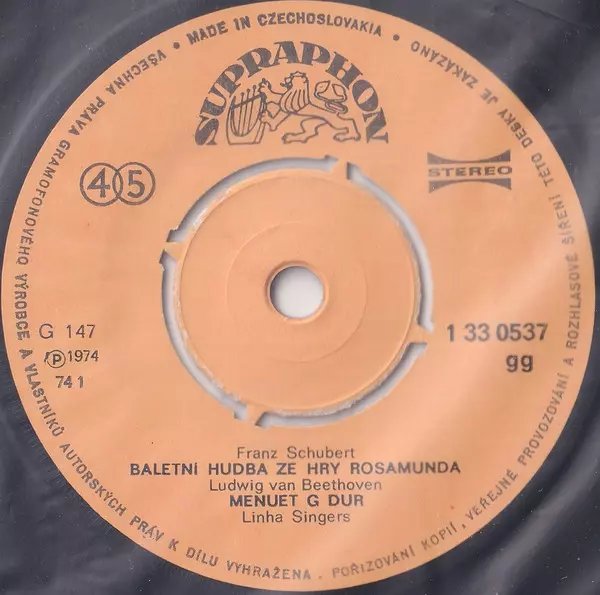 VŠECHNA PRÁVA GRAMOFONOVÉHO VÝROBCE A VLASTNÍKŮ AUTORSKÝCH PRÁV K DÍLU VYHRAŽENA . POŘIZOVÁNÍ KOPIÍ, VEŘEJNÉ PROVOZOVÁNÍ A ROZHLASOVÉ ŠÍŘENÍ TÉTO DESKY JE ZAKÁZÁNO
• MADE IN CZECHOSLOVAKIA •
SUPRAPHON
45
STEREO
G 147
Ⓟ 1974
74 1
1 33 0537
gg
Franz Schubert
BALETNÍ HUDBA ZE HRY ROSAMUNDA
Ludwig van Beethoven
MENUET G DUR
Linha Singers